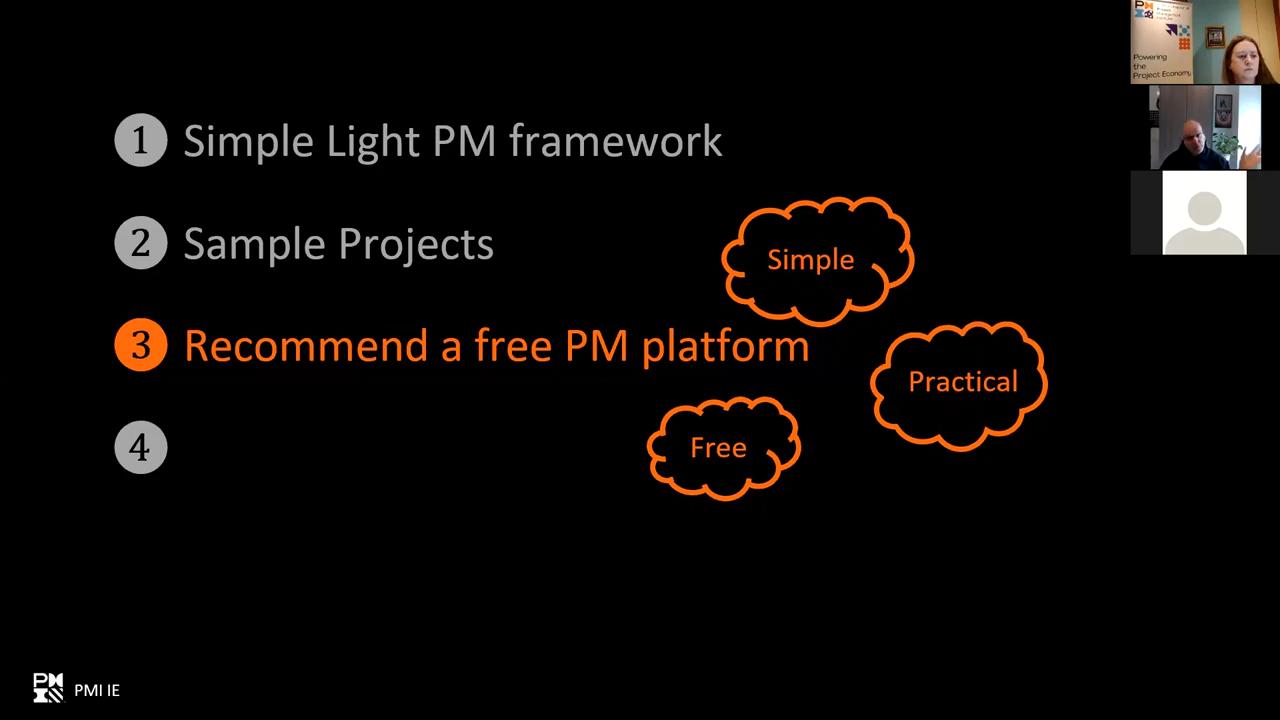 1 Simple Light PM framework
2 Sample Projects
Simple
3 Recommend a free PM platform
Practical
4
Free
PMI IE
Powering
the
Project Economy